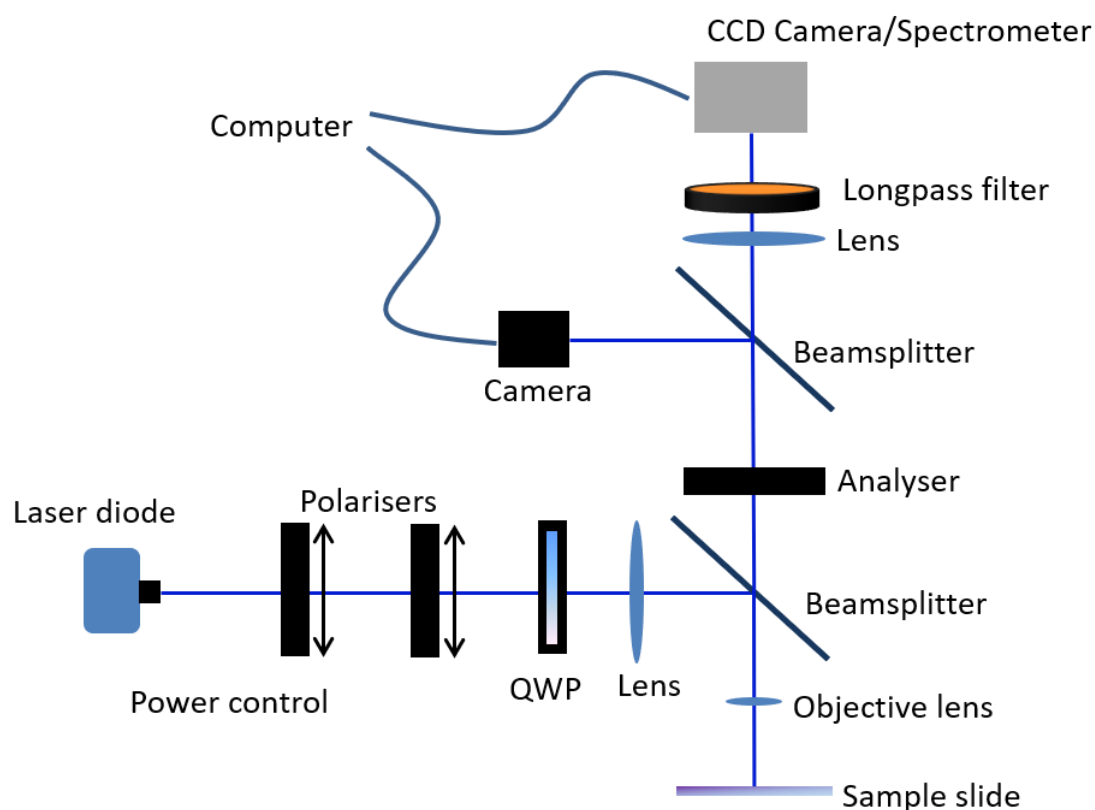 CCD Camera/Spectrometer
Computer
Longpass filter
Lens
Beamsplitter
Camera
Analyser
Polarisers
Laser diode
Beamsplitter
QWP
Lens
Power control
Objective lens
Sample slide